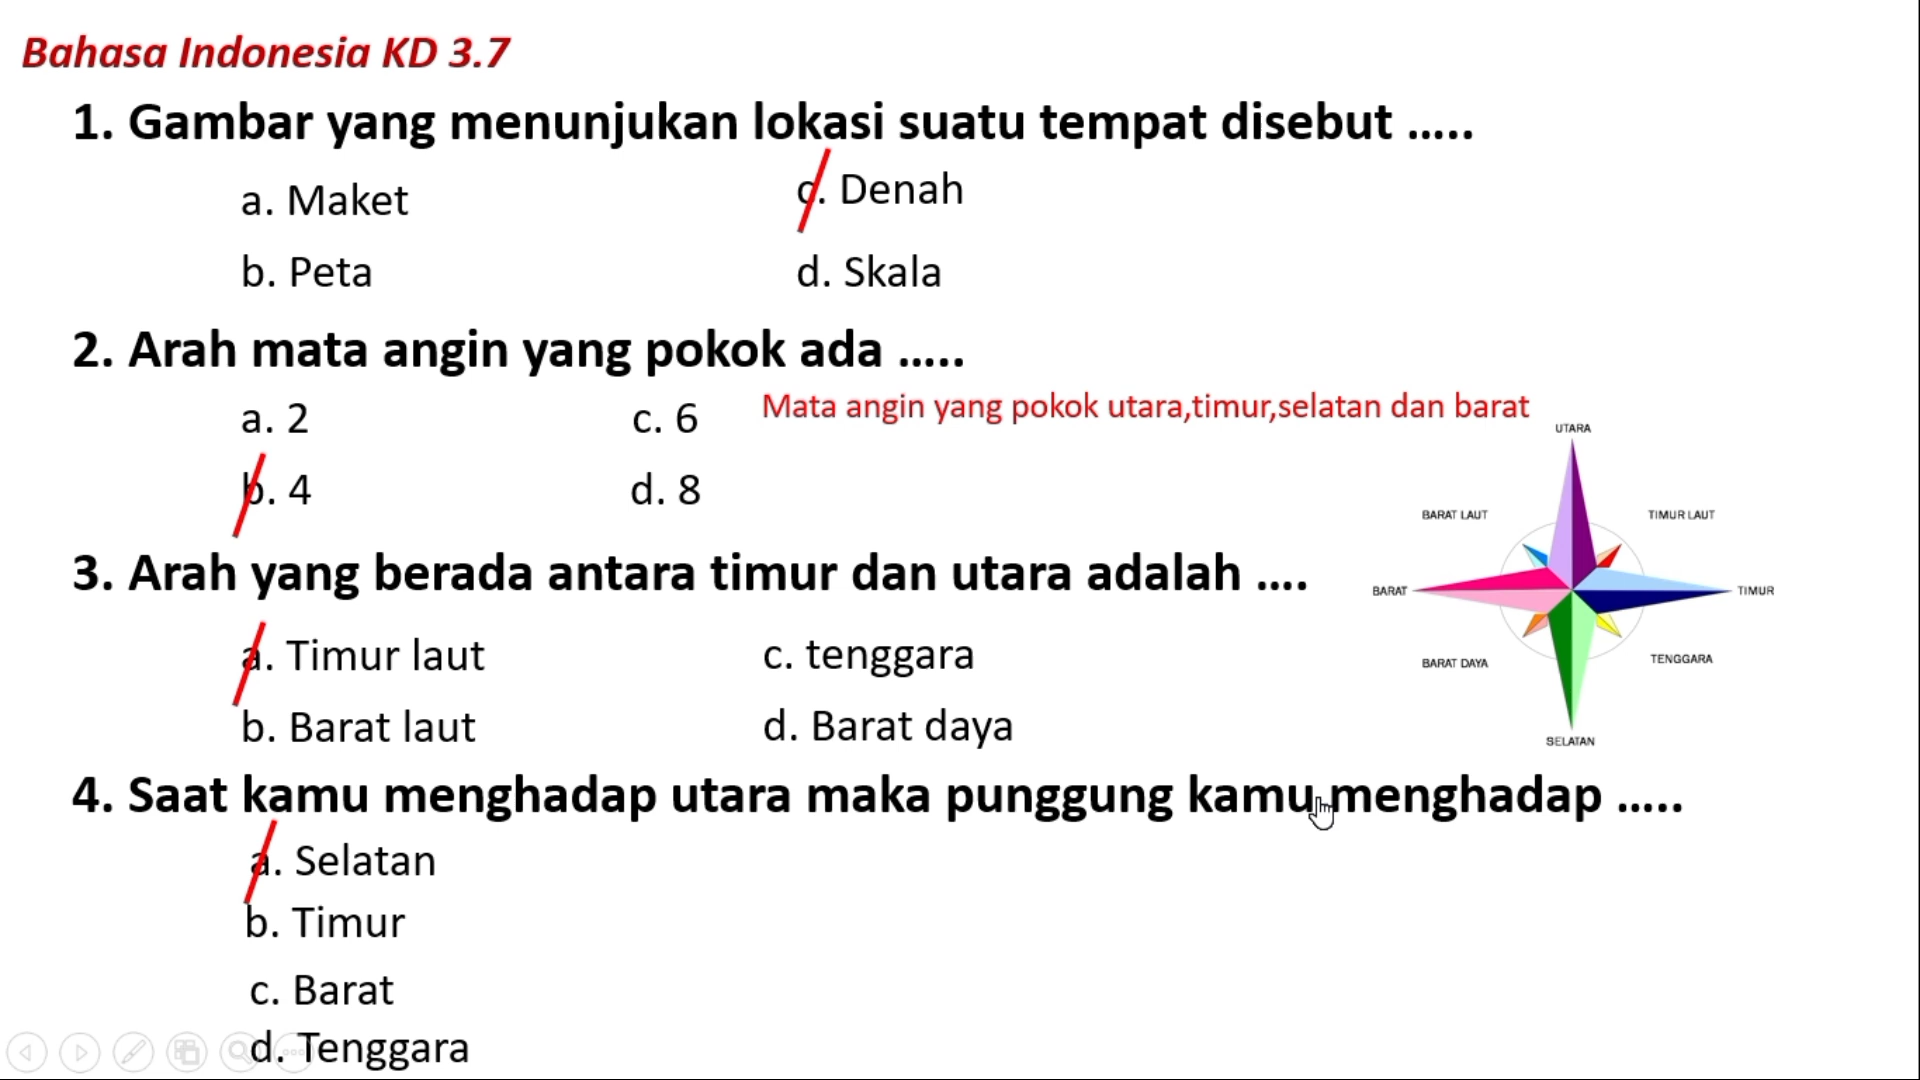 Bahasa Indonesia KD 3.7
1. Gambar yang menunjukan lokasi suatu tempat disebut .....
a. Maket
c. Denah
b. Peta
d. Skala
2. Arah mata angin yang pokok ada .....
a. 2
c. 6
Mata angin yang pokok utara,timur,selatan dan barat
b. 4
d. 8
UTARA
BARAT LAUT
TIMUR LAUT
BARAT
TIMUR
BARAT DAYA
TENGGARA
SELATAN
3. Arah yang berada antara timur dan utara adalah ....
a. Timur laut
c. tenggara
b. Barat laut
d. Barat daya
4. Saat kamu menghadap utara maka punggung kamu menghadap .....
a. Selatan
b. Timur
c. Barat
d. Tenggara